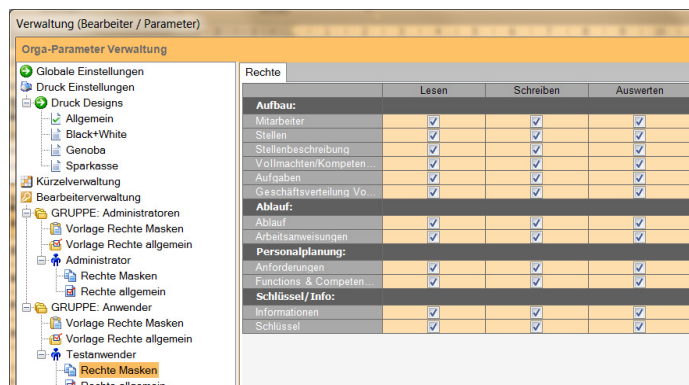 Verwaltung (Bearbeiter / Parameter)
Orga-Parameter Verwaltung
Globale Einstellungen
Druck Einstellungen
Druck Designs
Allgemein
Black+White
Genoba
Sparkasse
Kürzelverwaltung
Bearbeiterverwaltung
GRUPPE: Administratoren
Vorlage Rechte Masken
Vorlage Rechte allgemein
Administrator
Rechte Masken
Rechte allgemein
GRUPPE: Anwender
Vorlage Rechte Masken
Vorlage Rechte allgemein
Testanwender
Rechte Masken
Rechte allgemein
Rechte
Lesen Schreiben Auswerten
Aufbau:
Mitarbeiter
Stellen
Stellenbeschreibung
Vollmachten/Kompeten...
Aufgaben
Geschäftsverteilung Vo...
Ablauf:
Ablauf
Arbeitsanweisungen
Personalplanung:
Anforderungen
Functions & Competen...
Schlüssel/Info:
Informationen
Schlüssel